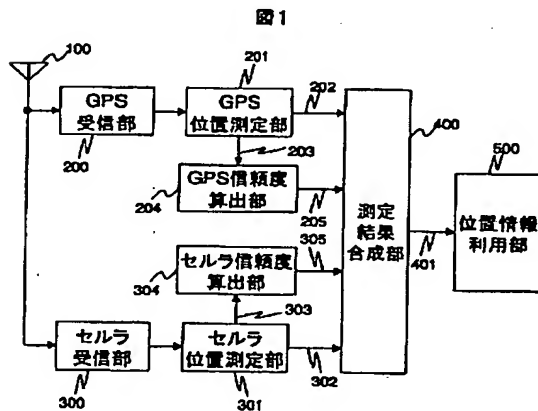 図1
100
201
202
GPS
受信部
GPS
位置測定部
400
200
203
500
204
GPS信頼度
算出部
205
測定
結果
合成部
位置情報
利用部
305
401
304
セルラ信頼度
算出部
303
セルラ
受信部
セルラ
位置測定部
302
300
301